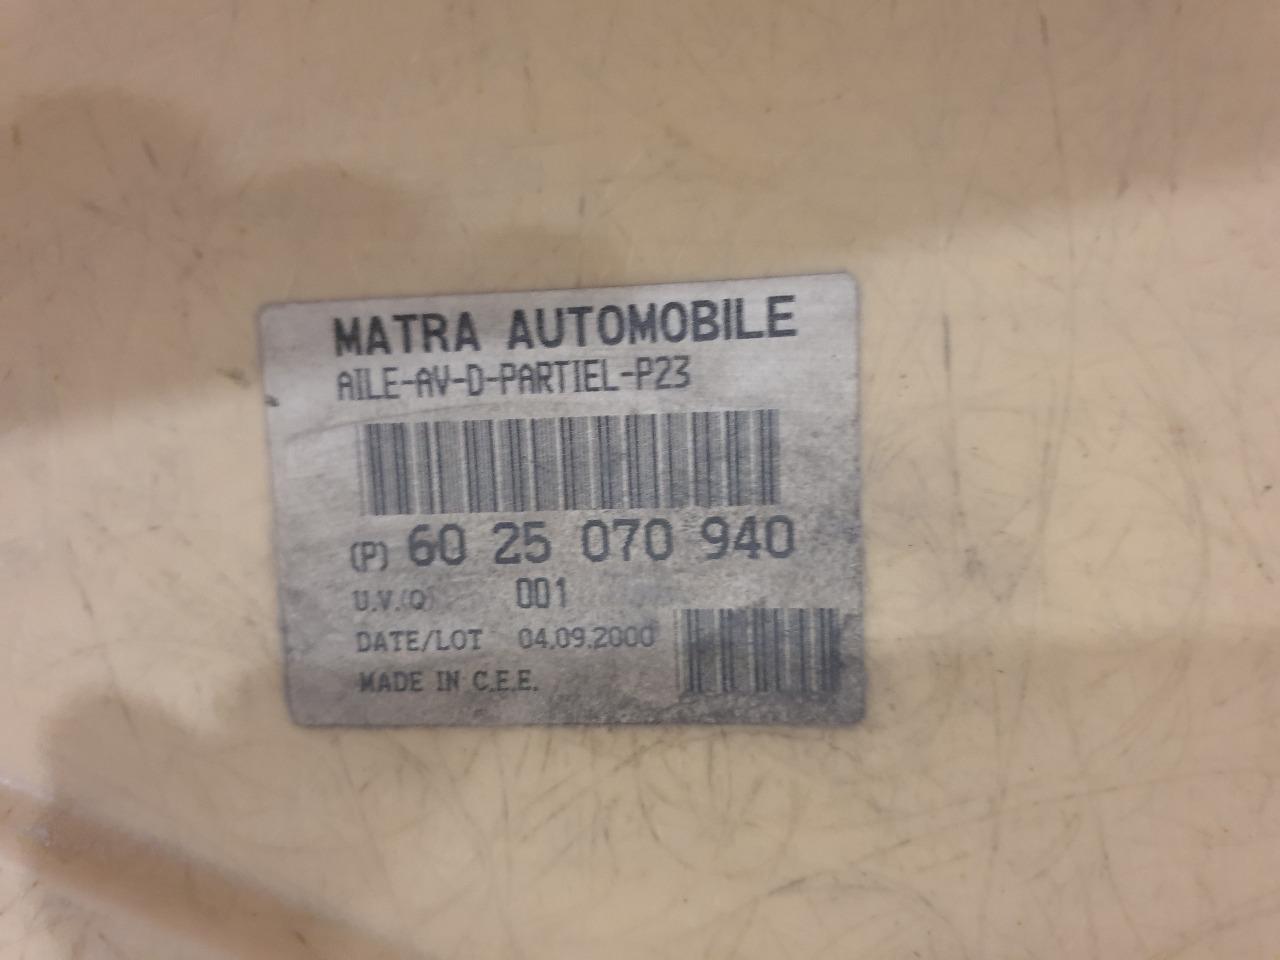 MATRA AUTOMOBILE
AILE-AV-D-PARTIEL-P23
(P) 60 25 070 940
U.V.(Q) 001
DATE/LOT 04.09.2000
MADE IN C.E.E.